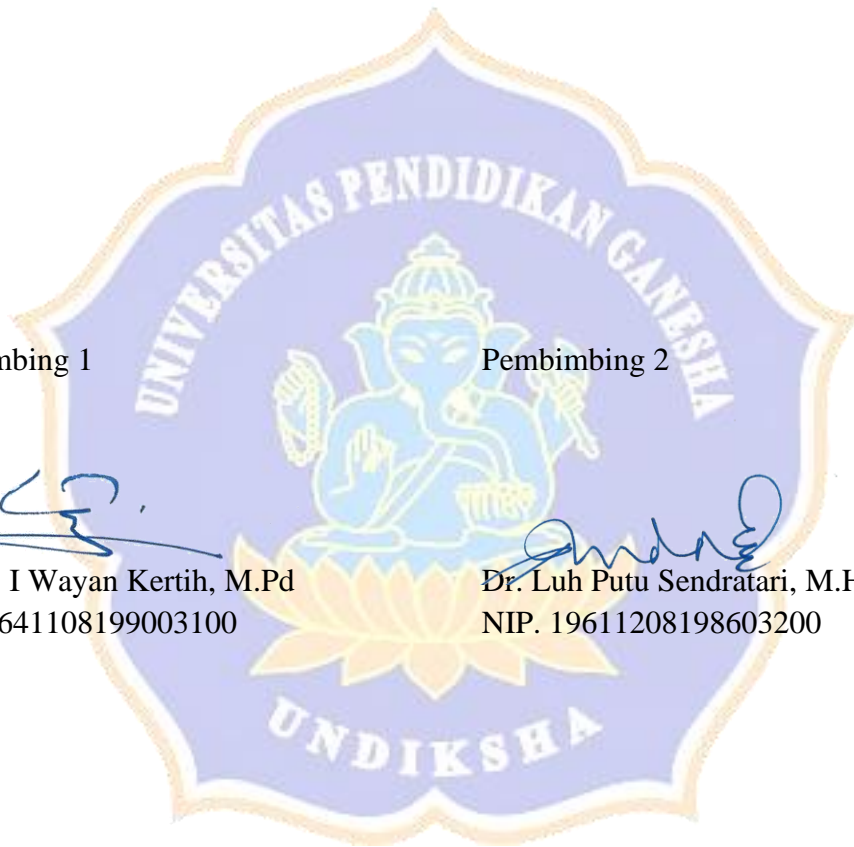 UNIVERSITAS PENDIDIKAN GANESHA
mbing 1
Pembimbing 2
I Wayan Kertih, M.Pd
641108199003100
Dr. Luh Putu Sendratari, M.H
NIP. 19611208198603200
UNDIKSHA